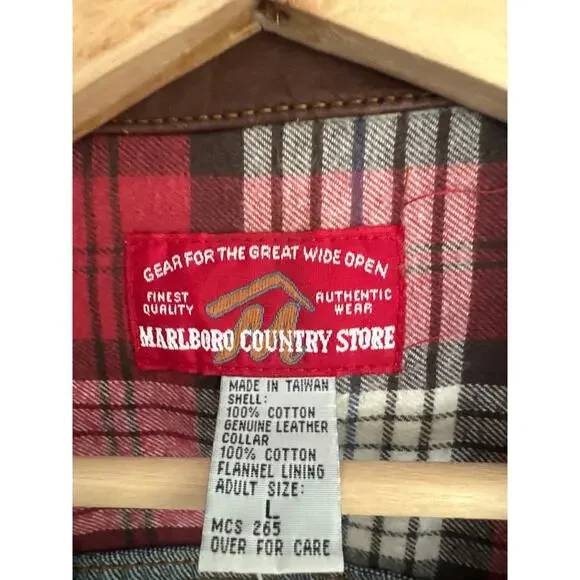 GEAR FOR THE GREAT WIDE OPEN
FINEST QUALITY
AUTHENTIC WEAR
MARLBORO COUNTRY STORE
MADE IN TAIWAN
SHELL:
100% COTTON
GENUINE LEATHER
COLLAR
100% COTTON
FLANNEL LINING
ADULT SIZE:
L
MCS 265
OVER FOR CARE